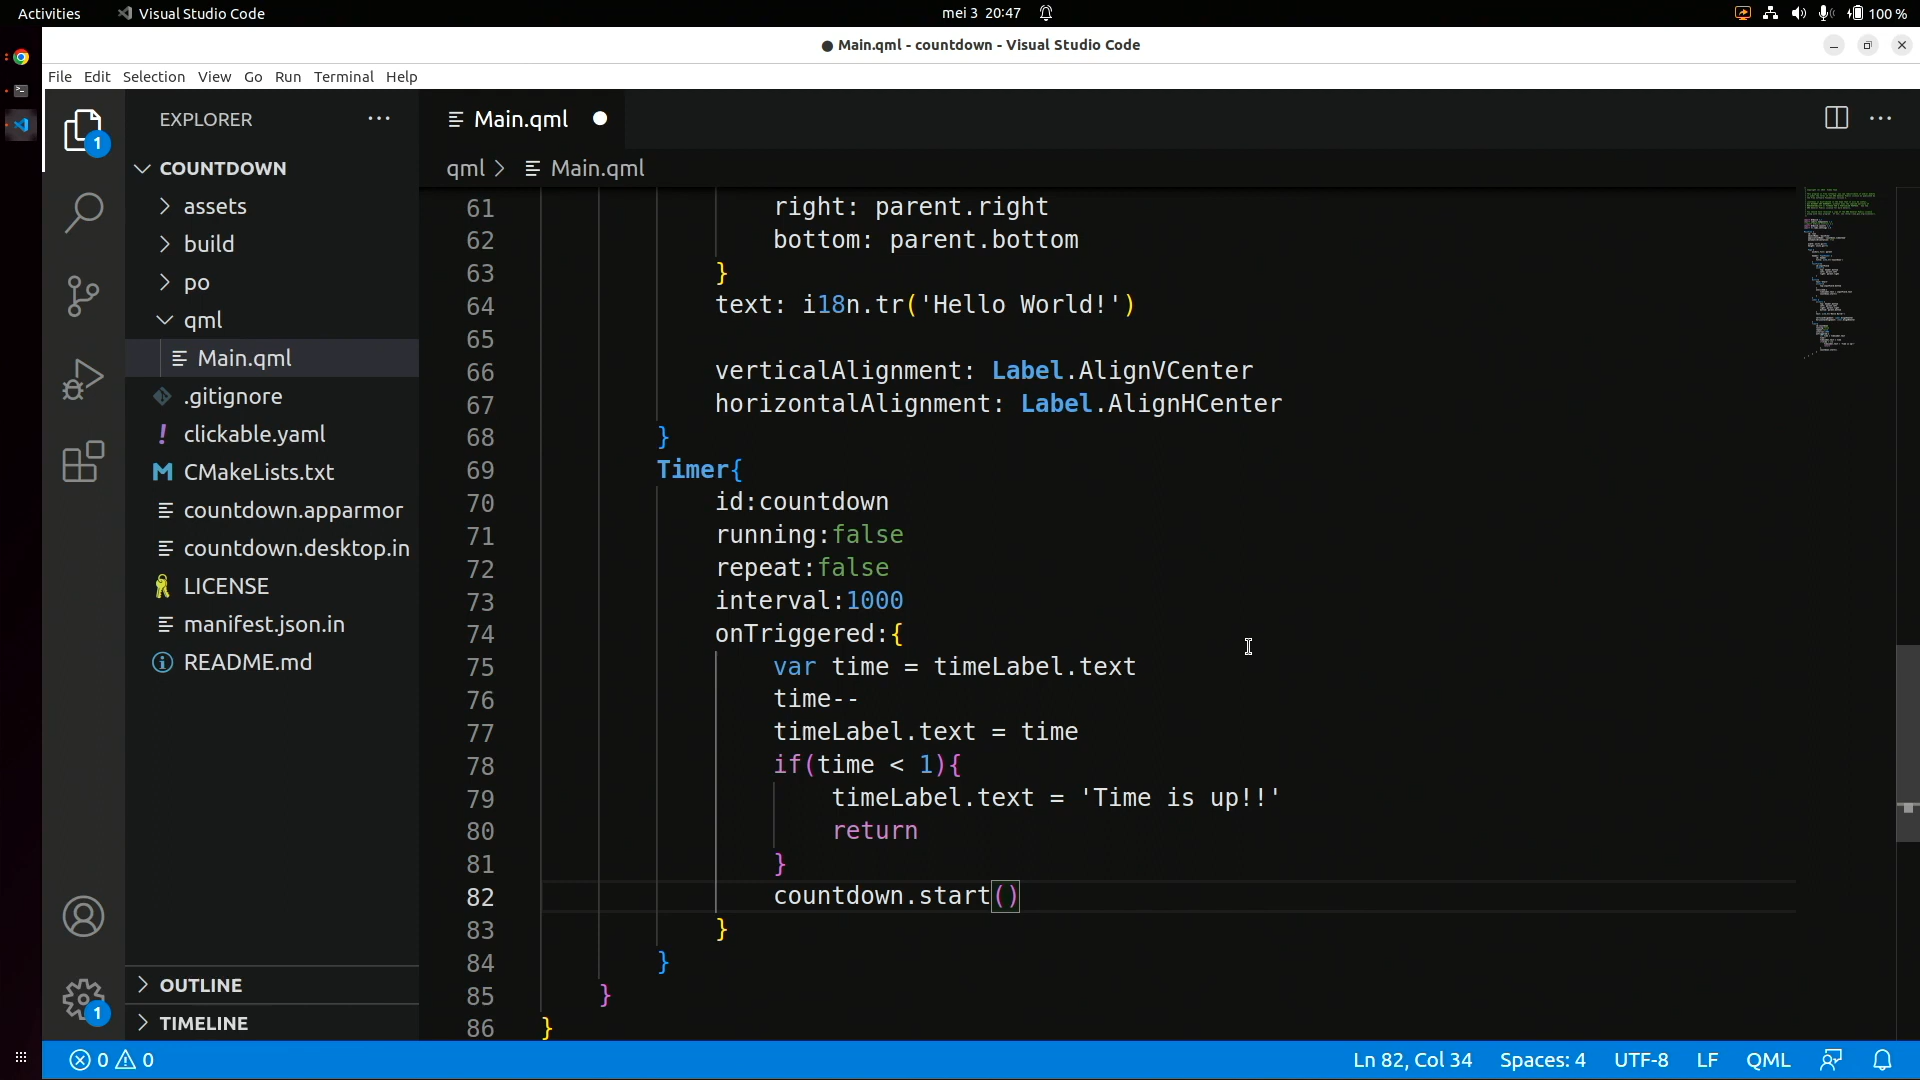 Activities Visual Studio Code mei 3 20:47 100 %
Main.qml - countdown - Visual Studio Code
File Edit Selection View Go Run Terminal Help
EXPLORER
COUNTDOWN
assets
build
po
qml
Main.qml
.gitignore
clickable.yaml
CMakeLists.txt
countdown.apparmor
countdown.desktop.in
LICENSE
manifest.json.in
README.md
OUTLINE
TIMELINE
1
1
Main.qml
qml > Main.qml
61 right: parent.right
62 bottom: parent.bottom
63 }
64 text: i18n.tr('Hello World!')
65
66 verticalAlignment: Label.AlignVCenter
67 horizontalAlignment: Label.AlignHCenter
68 }
69 Timer{
70 id:countdown
71 running:false
72 repeat:false
73 interval:1000
74 onTriggered:{
75 var time = timeLabel.text
76 time--
77 timeLabel.text = time
78 if(time < 1){
79 timeLabel.text = 'Time is up!!'
80 return
81 }
82 countdown.start()
83 }
84 }
85 }
86 }
0 0 Ln 82, Col 34 Spaces: 4 UTF-8 LF QML